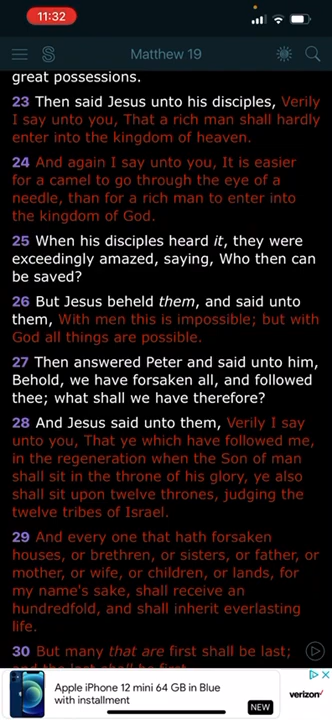 11:32
Matthew 19
great possessions.
23 Then said Jesus unto his disciples, Verily
I say unto you, That a rich man shall hardly
enter into the kingdom of heaven.
24 And again I say unto you, It is easier
for a camel to go through the eye of a
needle, than for a rich man to enter into
the kingdom of God.
25 When his disciples heard it, they were
exceedingly amazed, saying, Who then can
be saved?
26 But Jesus beheld them, and said unto
them, With men this is impossible; but with
God all things are possible.
27 Then answered Peter and said unto him,
Behold, we have forsaken all, and followed
thee; what shall we have therefore?
28 And Jesus said unto them, Verily I say
unto you, That ye which have followed me,
in the regeneration when the Son of man
shall sit in the throne of his glory, ye also
shall sit upon twelve thrones, judging the
twelve tribes of Israel.
29 And every one that hath forsaken
houses, or brethren, or sisters, or father, or
mother, or wife, or children, or lands, for
my name's sake, shall receive an
hundredfold, and shall inherit everlasting
life.
30 But many that are first shall be last;
and the last shall be first.
Apple iPhone 12 mini 64 GB in Blue
with installment
NEW
verizon